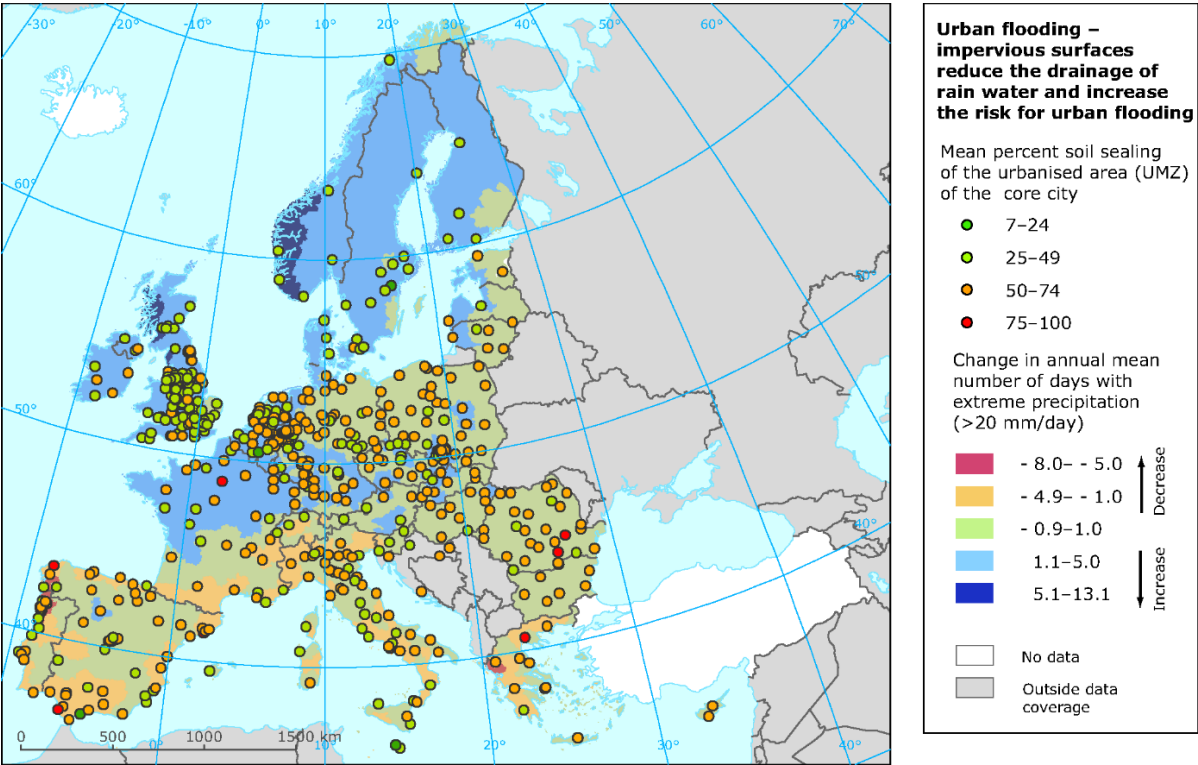 -30°
-20°
-10°
0°
10°
20°
30°
40°
50°
60°
70°
60°
50°
40°
50°
40°
0
500
1000
1500 km
0°
10°
20°
30°
40°
Urban flooding –
impervious surfaces
reduce the drainage of
rain water and increase
the risk for urban flooding
Mean percent soil sealing
of the urbanised area (UMZ)
of the core city
7–24
25–49
50–74
75–100
Change in annual mean
number of days with
extreme precipitation
(>20 mm/day)
- 8.0– - 5.0
- 4.9– - 1.0
- 0.9–1.0
1.1–5.0
5.1–13.1
Decrease
Increase
No data
Outside data
coverage